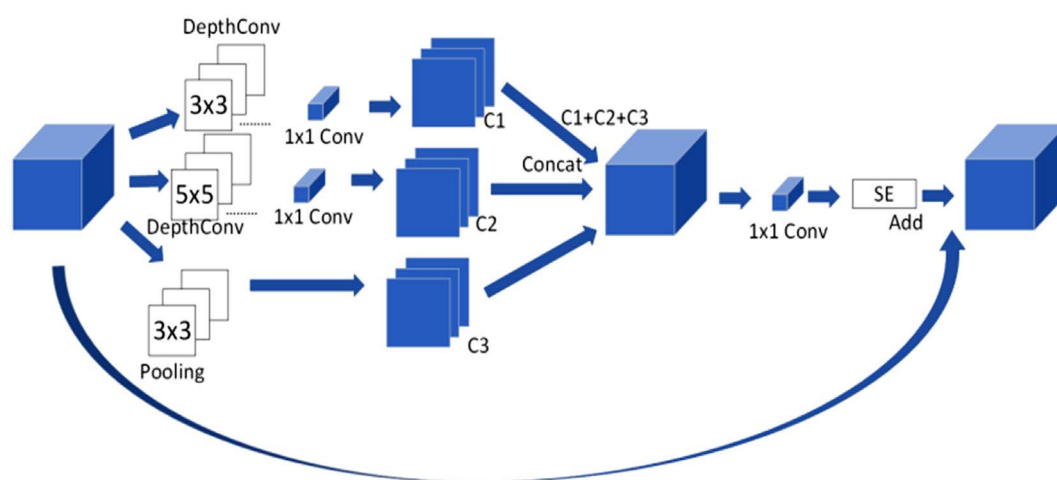 DepthConv
3x3
.........
1x1 Conv
C1
C1+C2+C3
5x5
.........
DepthConv
1x1 Conv
C2
Concat
1x1 Conv
SE
Add
3x3
Pooling
C3